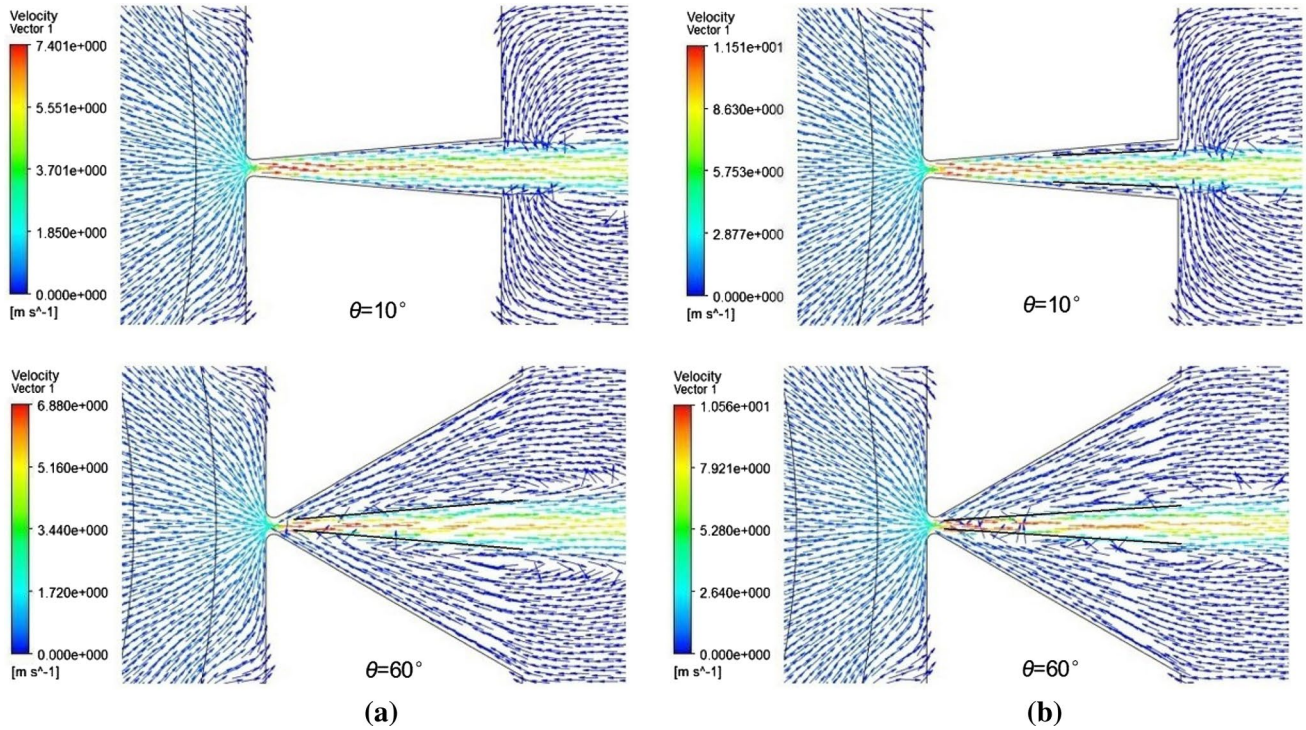 Velocity
Vector 1
7.401e+000
5.551e+000
3.701e+000
1.850e+000
0.000e+000
[m s^-1]
θ=10°
Velocity
Vector 1
1.151e+001
8.630e+000
5.753e+000
2.877e+000
0.000e+000
[m s^-1]
θ=10°
Velocity
Vector 1
6.880e+000
5.160e+000
3.440e+000
1.720e+000
0.000e+000
[m s^-1]
θ=60°
Velocity
Vector 1
1.056e+001
7.921e+000
5.280e+000
2.640e+000
0.000e+000
[m s^-1]
θ=60°
(a)
(b)